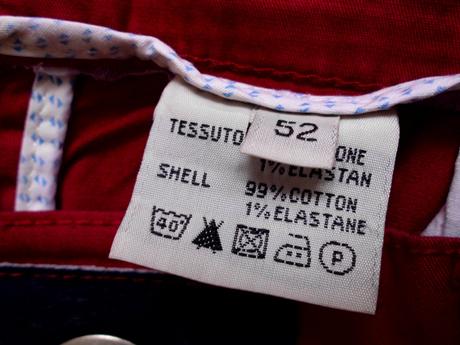 52
TESSUTO ONE
1%ELASTAN
SHELL 99%COTTON
1%ELASTANE
40 P